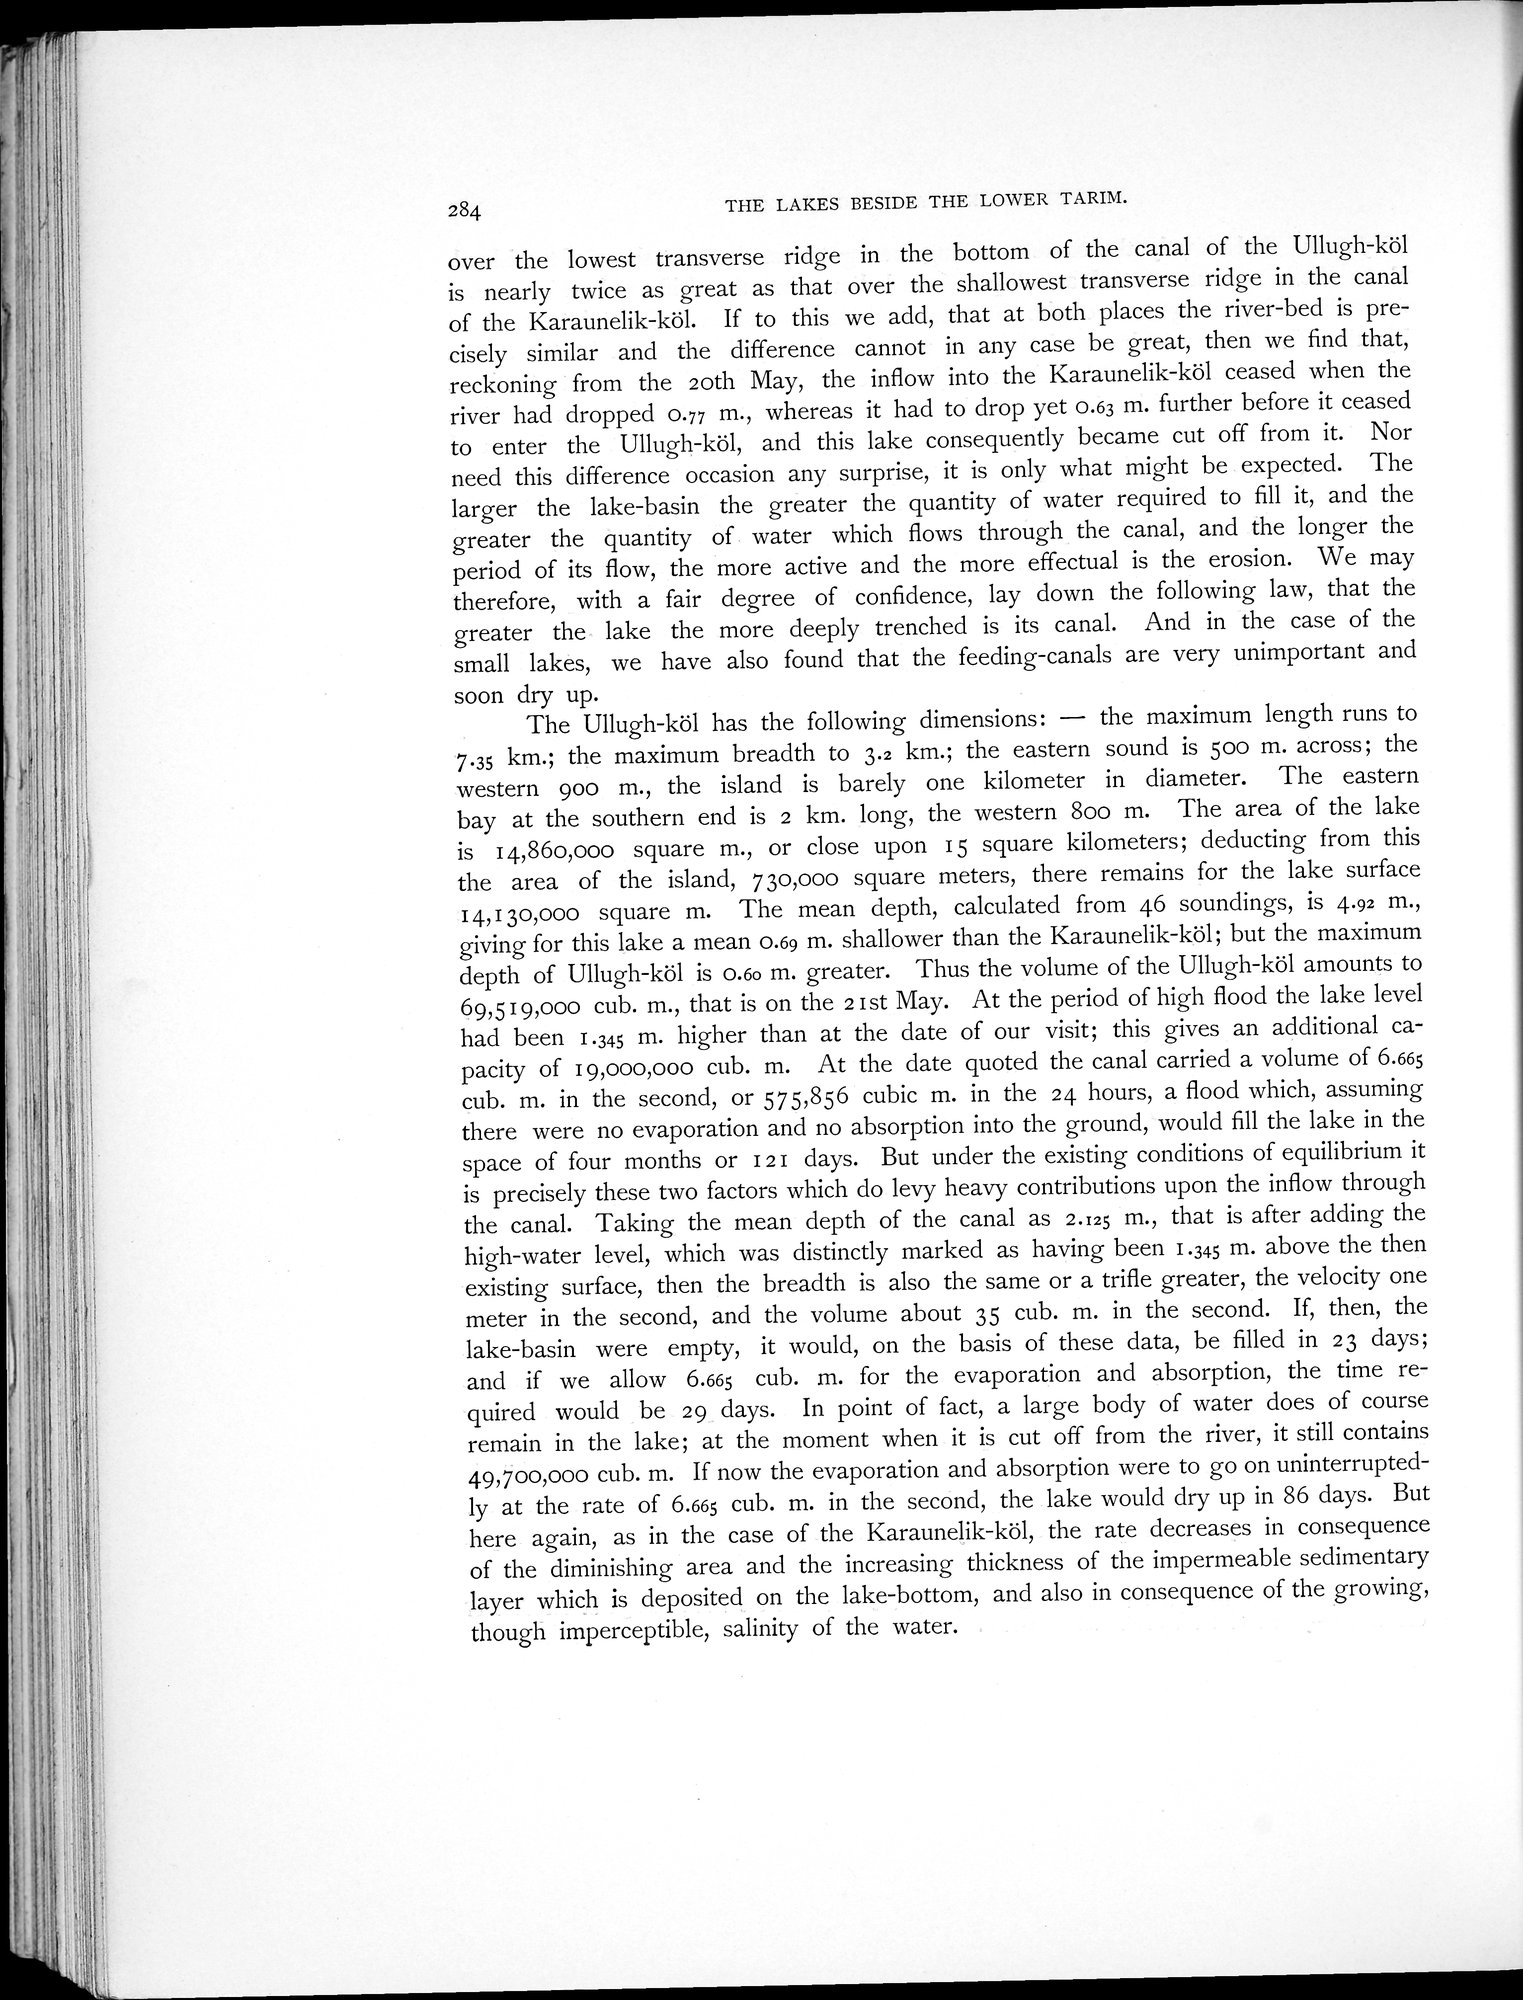 284
THE LAKES BESIDE THE LOWER TARIM.
over the lowest transverse ridge in the bottom of the canal of the Ullugh-köl
is nearly twice as great as that over the shallowest transverse ridge in the canal
of the Karaunelik-köl. If to this we add, that at both places the river-bed is pre-
cisely similar and the difference cannot in any case be great, then we find that,
reckoning from the 20th May, the inflow into the Karaunelik-köl ceased when the
river had dropped 0.77 m., whereas it had to drop yet 0.63 m. further before it ceased
to enter the Ullugh-köl, and this lake consequently became cut off from it. Nor
need this difference occasion any surprise, it is only what might be expected. The
larger the lake-basin the greater the quantity of water required to fill it, and the
greater the quantity of water which flows through the canal, and the longer the
period of its flow, the more active and the more effectual is the erosion. We may
therefore, with a fair degree of confidence, lay down the following law, that the
greater the lake the more deeply trenched is its canal. And in the case of the
small lakes, we have also found that the feeding-canals are very unimportant and
soon dry up.
The Ullugh-köl has the following dimensions: — the maximum length runs to
7.35 km.; the maximum breadth to 3.2 km.; the eastern sound is 500 m. across; the
western 900 m., the island is barely one kilometer in diameter. The eastern
bay at the southern end is 2 km. long, the western 800 m. The area of the lake
is 14,860,000 square m., or close upon 15 square kilometers; deducting from this
the area of the island, 730,000 square meters, there remains for the lake surface
14,130,000 square m. The mean depth, calculated from 46 soundings, is 4.92 m.,
giving for this lake a mean 0.69 m. shallower than the Karaunelik-köl; but the maximum
depth of Ullugh-köl is 0.60 m. greater. Thus the volume of the Ullugh-köl amounts to
69,519,000 cub. m., that is on the 21st May. At the period of high flood the lake level
had been 1.345 m. higher than at the date of our visit; this gives an additional ca-
pacity of 19,000,000 cub. m. At the date quoted the canal carried a volume of 6.665
cub. m. in the second, or 575,856 cubic m. in the 24 hours, a flood which, assuming
there were no evaporation and no absorption into the ground, would fill the lake in the
space of four months or 121 days. But under the existing conditions of equilibrium it
is precisely these two factors which do levy heavy contributions upon the inflow through
the canal. Taking the mean depth of the canal as 2.125 m., that is after adding the
high-water level, which was distinctly marked as having been 1.345 m. above the then
existing surface, then the breadth is also the same or a trifle greater, the velocity one
meter in the second, and the volume about 35 cub. m. in the second. If, then, the
lake-basin were empty, it would, on the basis of these data, be filled in 23 days;
and if we allow 6.665 cub. m. for the evaporation and absorption, the time re-
quired would be 29 days. In point of fact, a large body of water does of course
remain in the lake; at the moment when it is cut off from the river, it still contains
49,700,000 cub. m. If now the evaporation and absorption were to go on uninterrupted-
ly at the rate of 6.665 cub. m. in the second, the lake would dry up in 86 days. But
here again, as in the case of the Karaunelik-köl, the rate decreases in consequence
of the diminishing area and the increasing thickness of the impermeable sedimentary
layer which is deposited on the lake-bottom, and also in consequence of the growing,
though imperceptible, salinity of the water.